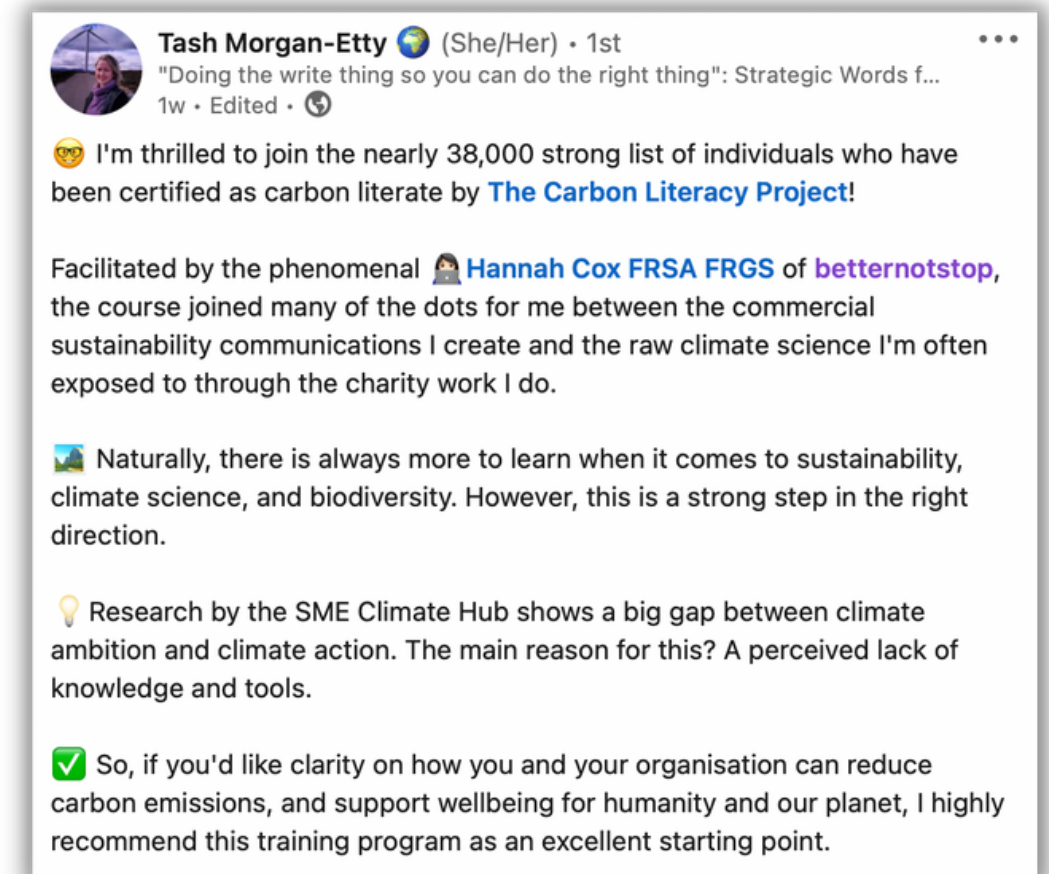 Tash Morgan-Etty 🌍 (She/Her) • 1st
"Doing the write thing so you can do the right thing": Strategic Words f...
1w • Edited •
🤓 I'm thrilled to join the nearly 38,000 strong list of individuals who have
been certified as carbon literate by The Carbon Literacy Project!
Facilitated by the phenomenal 👩🏻‍💻Hannah Cox FRSA FRGS of betternotstop,
the course joined many of the dots for me between the commercial
sustainability communications I create and the raw climate science I'm often
exposed to through the charity work I do.
🏞️ Naturally, there is always more to learn when it comes to sustainability,
climate science, and biodiversity. However, this is a strong step in the right
direction.
💡 Research by the SME Climate Hub shows a big gap between climate
ambition and climate action. The main reason for this? A perceived lack of
knowledge and tools.
✅ So, if you'd like clarity on how you and your organisation can reduce
carbon emissions, and support wellbeing for humanity and our planet, I highly
recommend this training program as an excellent starting point.